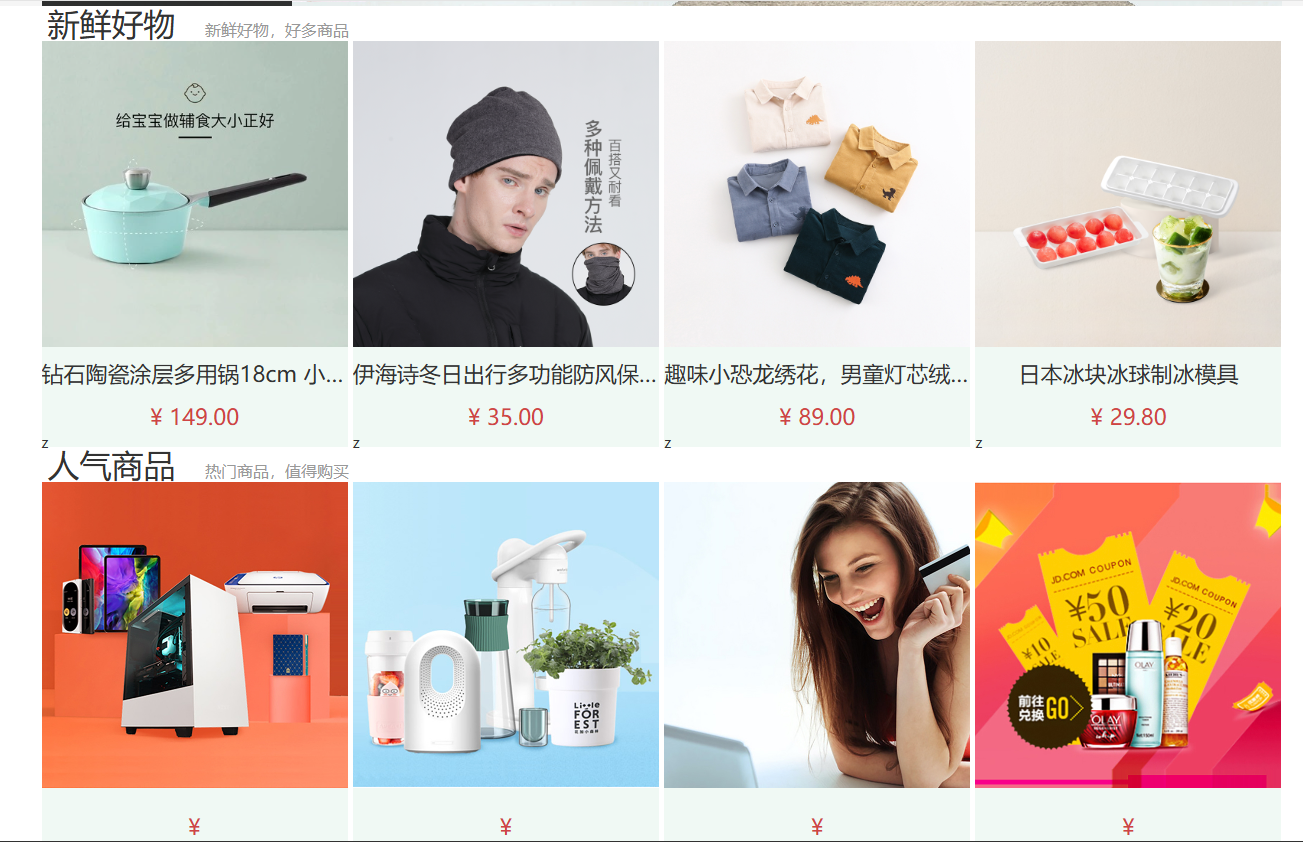 新鲜好物 新鲜好物，好多商品
给宝宝做辅食大小正好
多种佩戴方法
百搭又耐看
钻石陶瓷涂层多用锅18cm 小...
¥ 149.00
z
伊海诗冬日出行多功能防风保...
¥ 35.00
z
趣味小恐龙绣花，男童灯芯绒...
¥ 89.00
z
日本冰块冰球制冰模具
¥ 29.80
z
人气商品 热门商品，值得购买
Little
FOR
EST
JD.COM COUPON
¥50
SALE
JD.COM COUPON
¥20
SALE
¥10
SALE
前往
兑换
GO
OLAY
OLAY
¥
¥
¥
¥